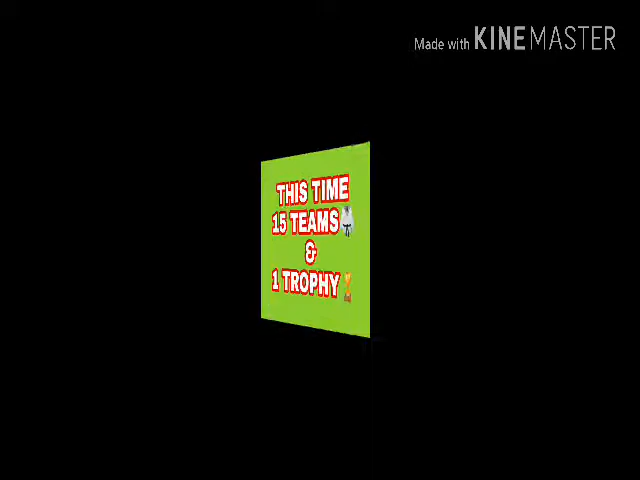 Made with KINEMASTER
THIS TIME
15 TEAMS🥋
&
1 TROPHY🏆